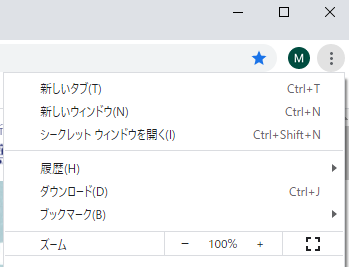 M
新しいタブ(T) Ctrl+T
新しいウィンドウ(N) Ctrl+N
シークレット ウィンドウを開く(I) Ctrl+Shift+N
履歴(H)
ダウンロード(D) Ctrl+J
ブックマーク(B)
ズーム − 100% +